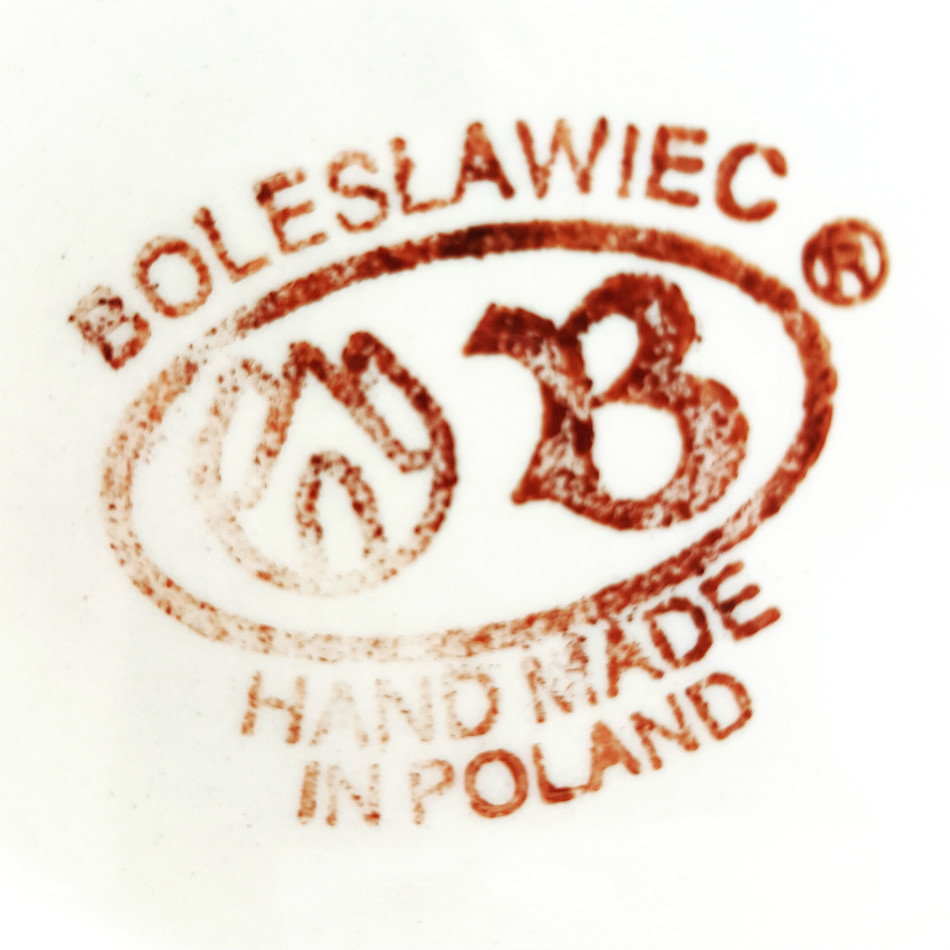 BOLESLAWIEC
®
B
HAND MADE
IN POLAND